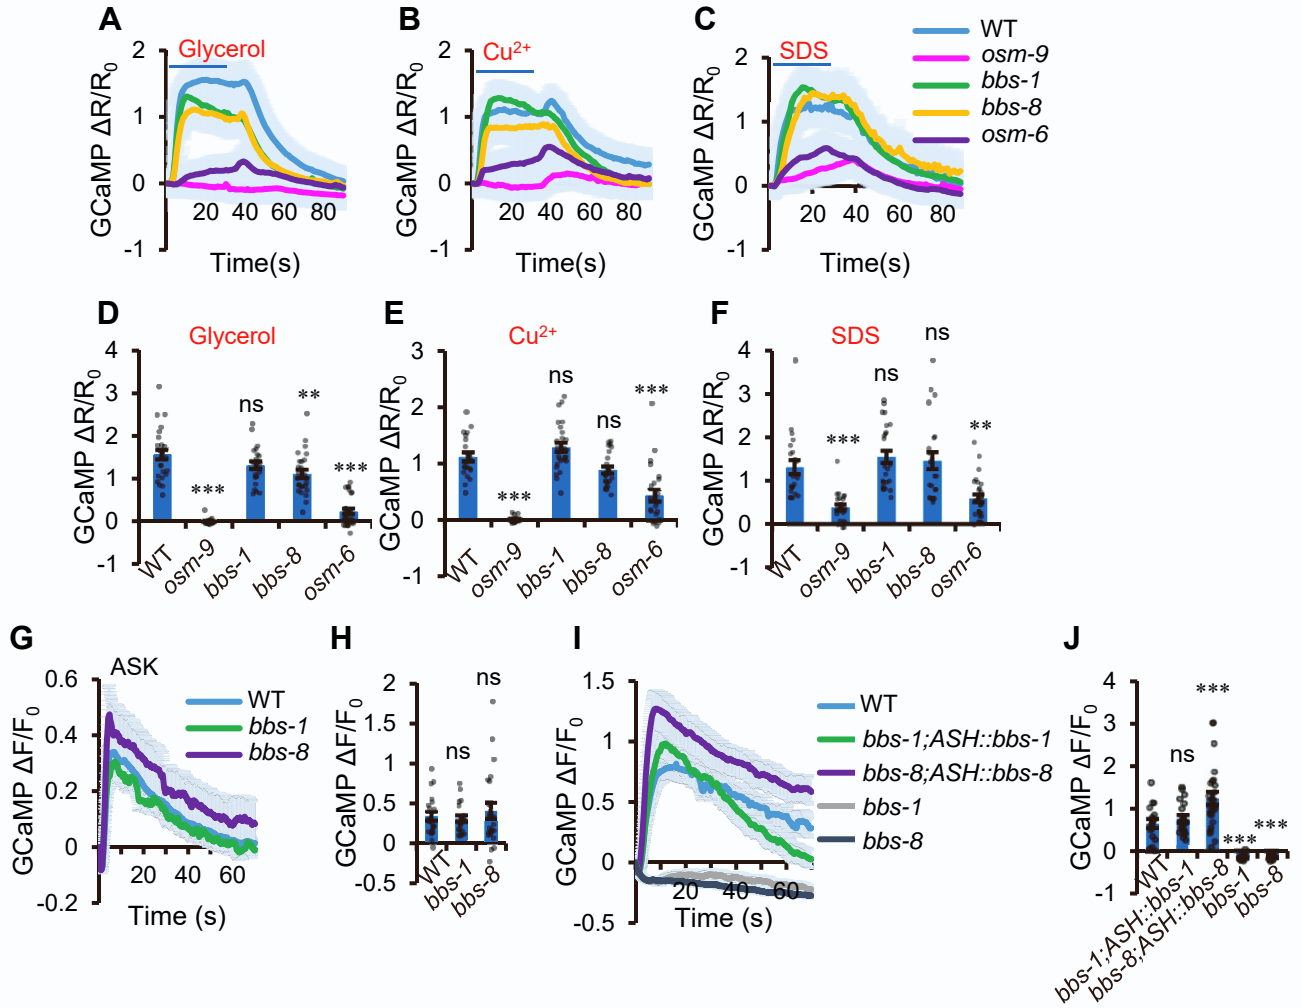 A
B
C
Glycerol
Cu2+
SDS
WT
osm-9
bbs-1
bbs-8
osm-6
GCaMP ΔR/R0
2
1
0
-1
20 40 60 80
Time(s)
GCaMP ΔR/R0
2
1
0
-1
20 40 60 80
Time(s)
GCaMP ΔR/R0
2
1
0
-1
20 40 60 80
Time(s)
D
Glycerol
GCaMP ΔR/R0
4
3
2
1
0
-1
***
ns
**
***
WT
osm-9
bbs-1
bbs-8
osm-6
E
Cu2+
GCaMP ΔR/R0
3
2
1
0
-1
***
ns
ns
***
WT
osm-9
bbs-1
bbs-8
osm-6
F
SDS
GCaMP ΔR/R0
4
3
2
1
0
-1
***
ns
ns
**
WT
osm-9
bbs-1
bbs-8
osm-6
G
ASK
WT
bbs-1
bbs-8
GCaMP ΔF/F0
0.6
0.4
0.2
0
-0.2
20 40 60
Time (s)
H
GCaMP ΔF/F0
2
1.5
1
0.5
0
-0.5
ns
ns
WT
bbs-1
bbs-8
I
GCaMP ΔF/F0
1.5
1
0.5
0
-0.5
20 40 60
Time (s)
WT
bbs-1;ASH::bbs-1
bbs-8;ASH::bbs-8
bbs-1
bbs-8
J
GCaMP ΔF/F0
4
3
2
1
0
-1
ns
***
***
***
WT
bbs-1;ASH::bbs-1
bbs-8;ASH::bbs-8
bbs-1
bbs-8